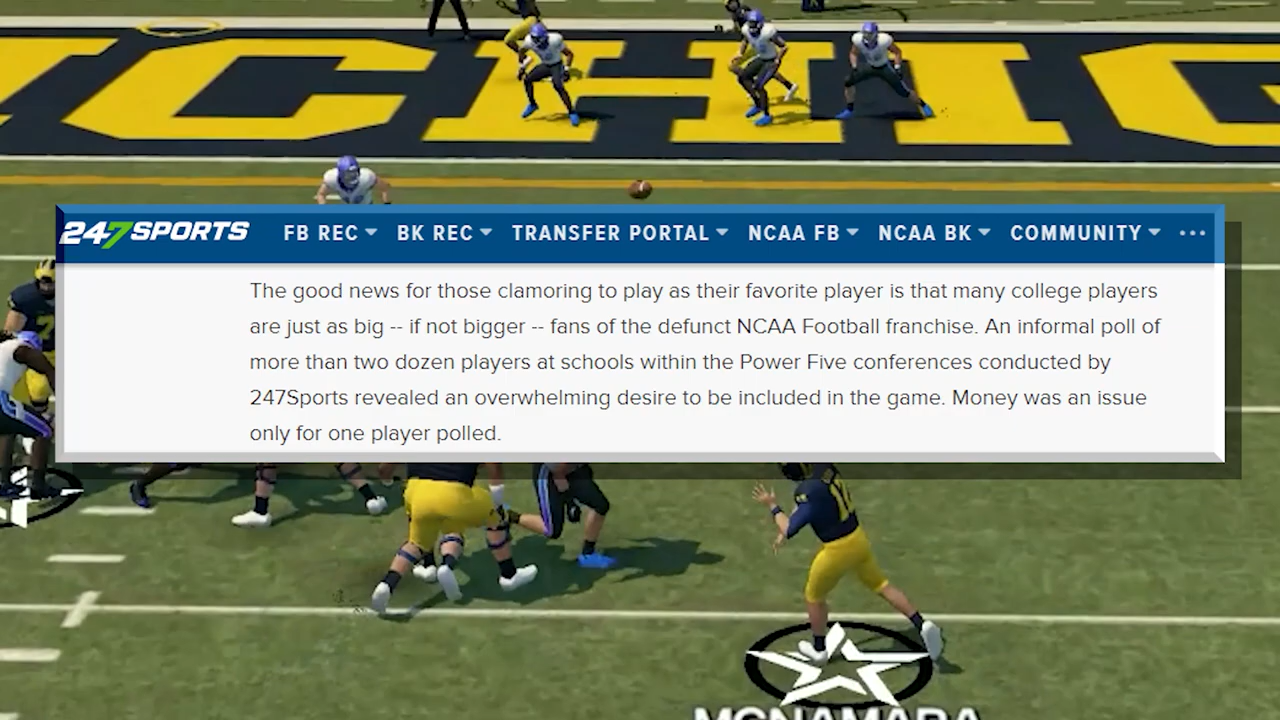 ICHIG
247SPORTS FB REC BK REC TRANSFER PORTAL NCAA FB NCAA BK COMMUNITY ...
The good news for those clamoring to play as their favorite player is that many college players
are just as big -- if not bigger -- fans of the defunct NCAA Football franchise. An informal poll of
more than two dozen players at schools within the Power Five conferences conducted by
247Sports revealed an overwhelming desire to be included in the game. Money was an issue
only for one player polled.
MCNAMARA